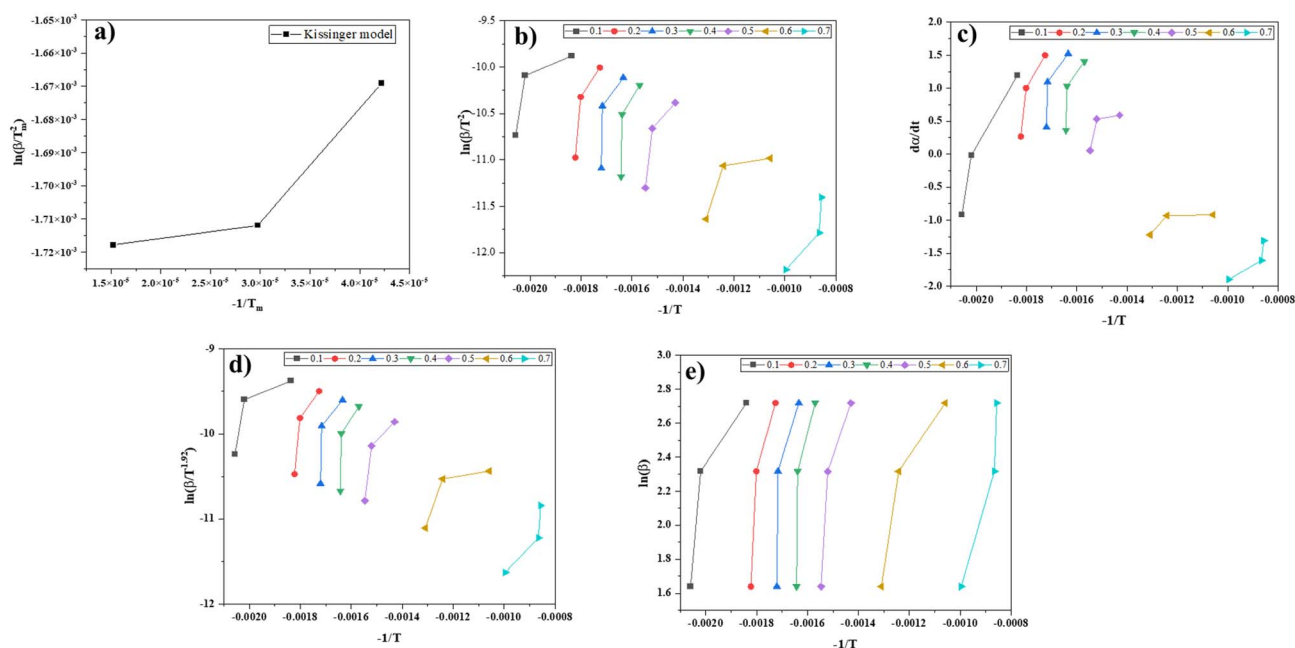 a)
Kissinger model
-1.65×10⁻³
-1.66×10⁻³
-1.67×10⁻³
-1.68×10⁻³
-1.69×10⁻³
-1.70×10⁻³
-1.71×10⁻³
-1.72×10⁻³
ln(β/T²ₘ)
1.5×10⁻⁵ 2.0×10⁻⁵ 2.5×10⁻⁵ 3.0×10⁻⁵ 3.5×10⁻⁵ 4.0×10⁻⁵ 4.5×10⁻⁵
-1/Tₘ
b)
0.1 0.2 0.3 0.4 0.5 0.6 0.7
-9.5
-10.0
-10.5
-11.0
-11.5
-12.0
ln(β/T²)
-0.0020 -0.0018 -0.0016 -0.0014 -0.0012 -0.0010 -0.0008
-1/T
c)
0.1 0.2 0.3 0.4 0.5 0.6 0.7
2.0
1.5
1.0
0.5
0.0
-0.5
-1.0
-1.5
-2.0
dα/dt
-0.0020 -0.0018 -0.0016 -0.0014 -0.0012 -0.0010 -0.0008
-1/T
d)
0.1 0.2 0.3 0.4 0.5 0.6 0.7
-9
-10
-11
-12
ln(β/T¹·⁹²)
-0.0020 -0.0018 -0.0016 -0.0014 -0.0012 -0.0010 -0.0008
-1/T
e)
0.1 0.2 0.3 0.4 0.5 0.6 0.7
3.0
2.8
2.6
2.4
2.2
2.0
1.8
1.6
ln(β)
-0.0020 -0.0018 -0.0016 -0.0014 -0.0012 -0.0010 -0.0008
-1/T